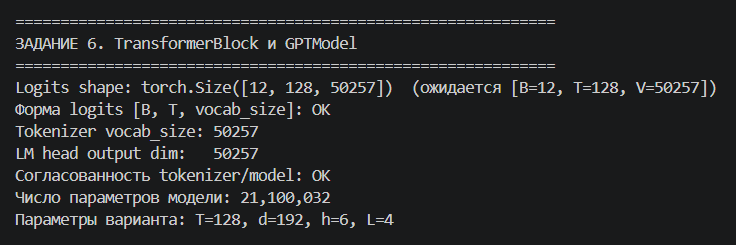 ============================================================
ЗАДАНИЕ 6. TransformerBlock и GPTModel
============================================================
Logits shape: torch.Size([12, 128, 50257])  (ожидается [B=12, T=128, V=50257])
Форма logits [B, T, vocab_size]: OK
Tokenizer vocab_size: 50257
LM head output dim:   50257
Согласованность tokenizer/model: OK
Число параметров модели: 21,100,032
Параметры варианта: T=128, d=192, h=6, L=4